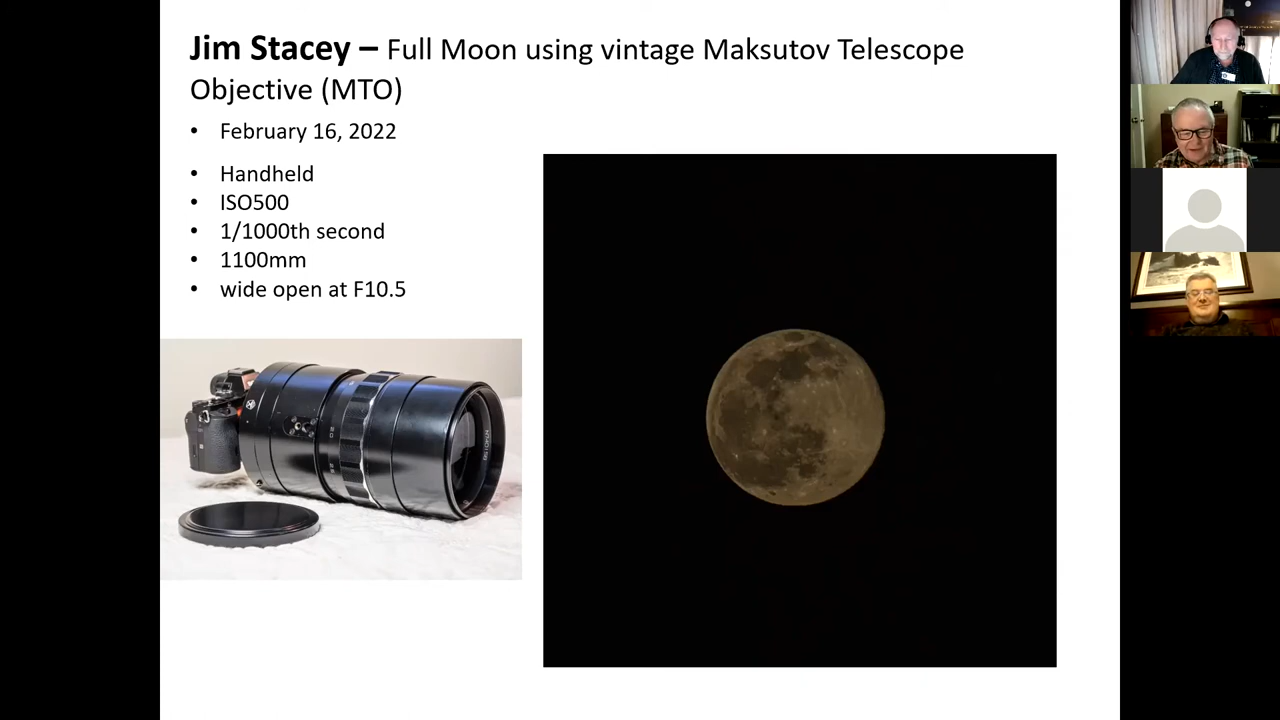 Jim Stacey – Full Moon using vintage Maksutov Telescope
Objective (MTO)
• February 16, 2022
• Handheld
• ISO500
• 1/1000th second
• 1100mm
• wide open at F10.5